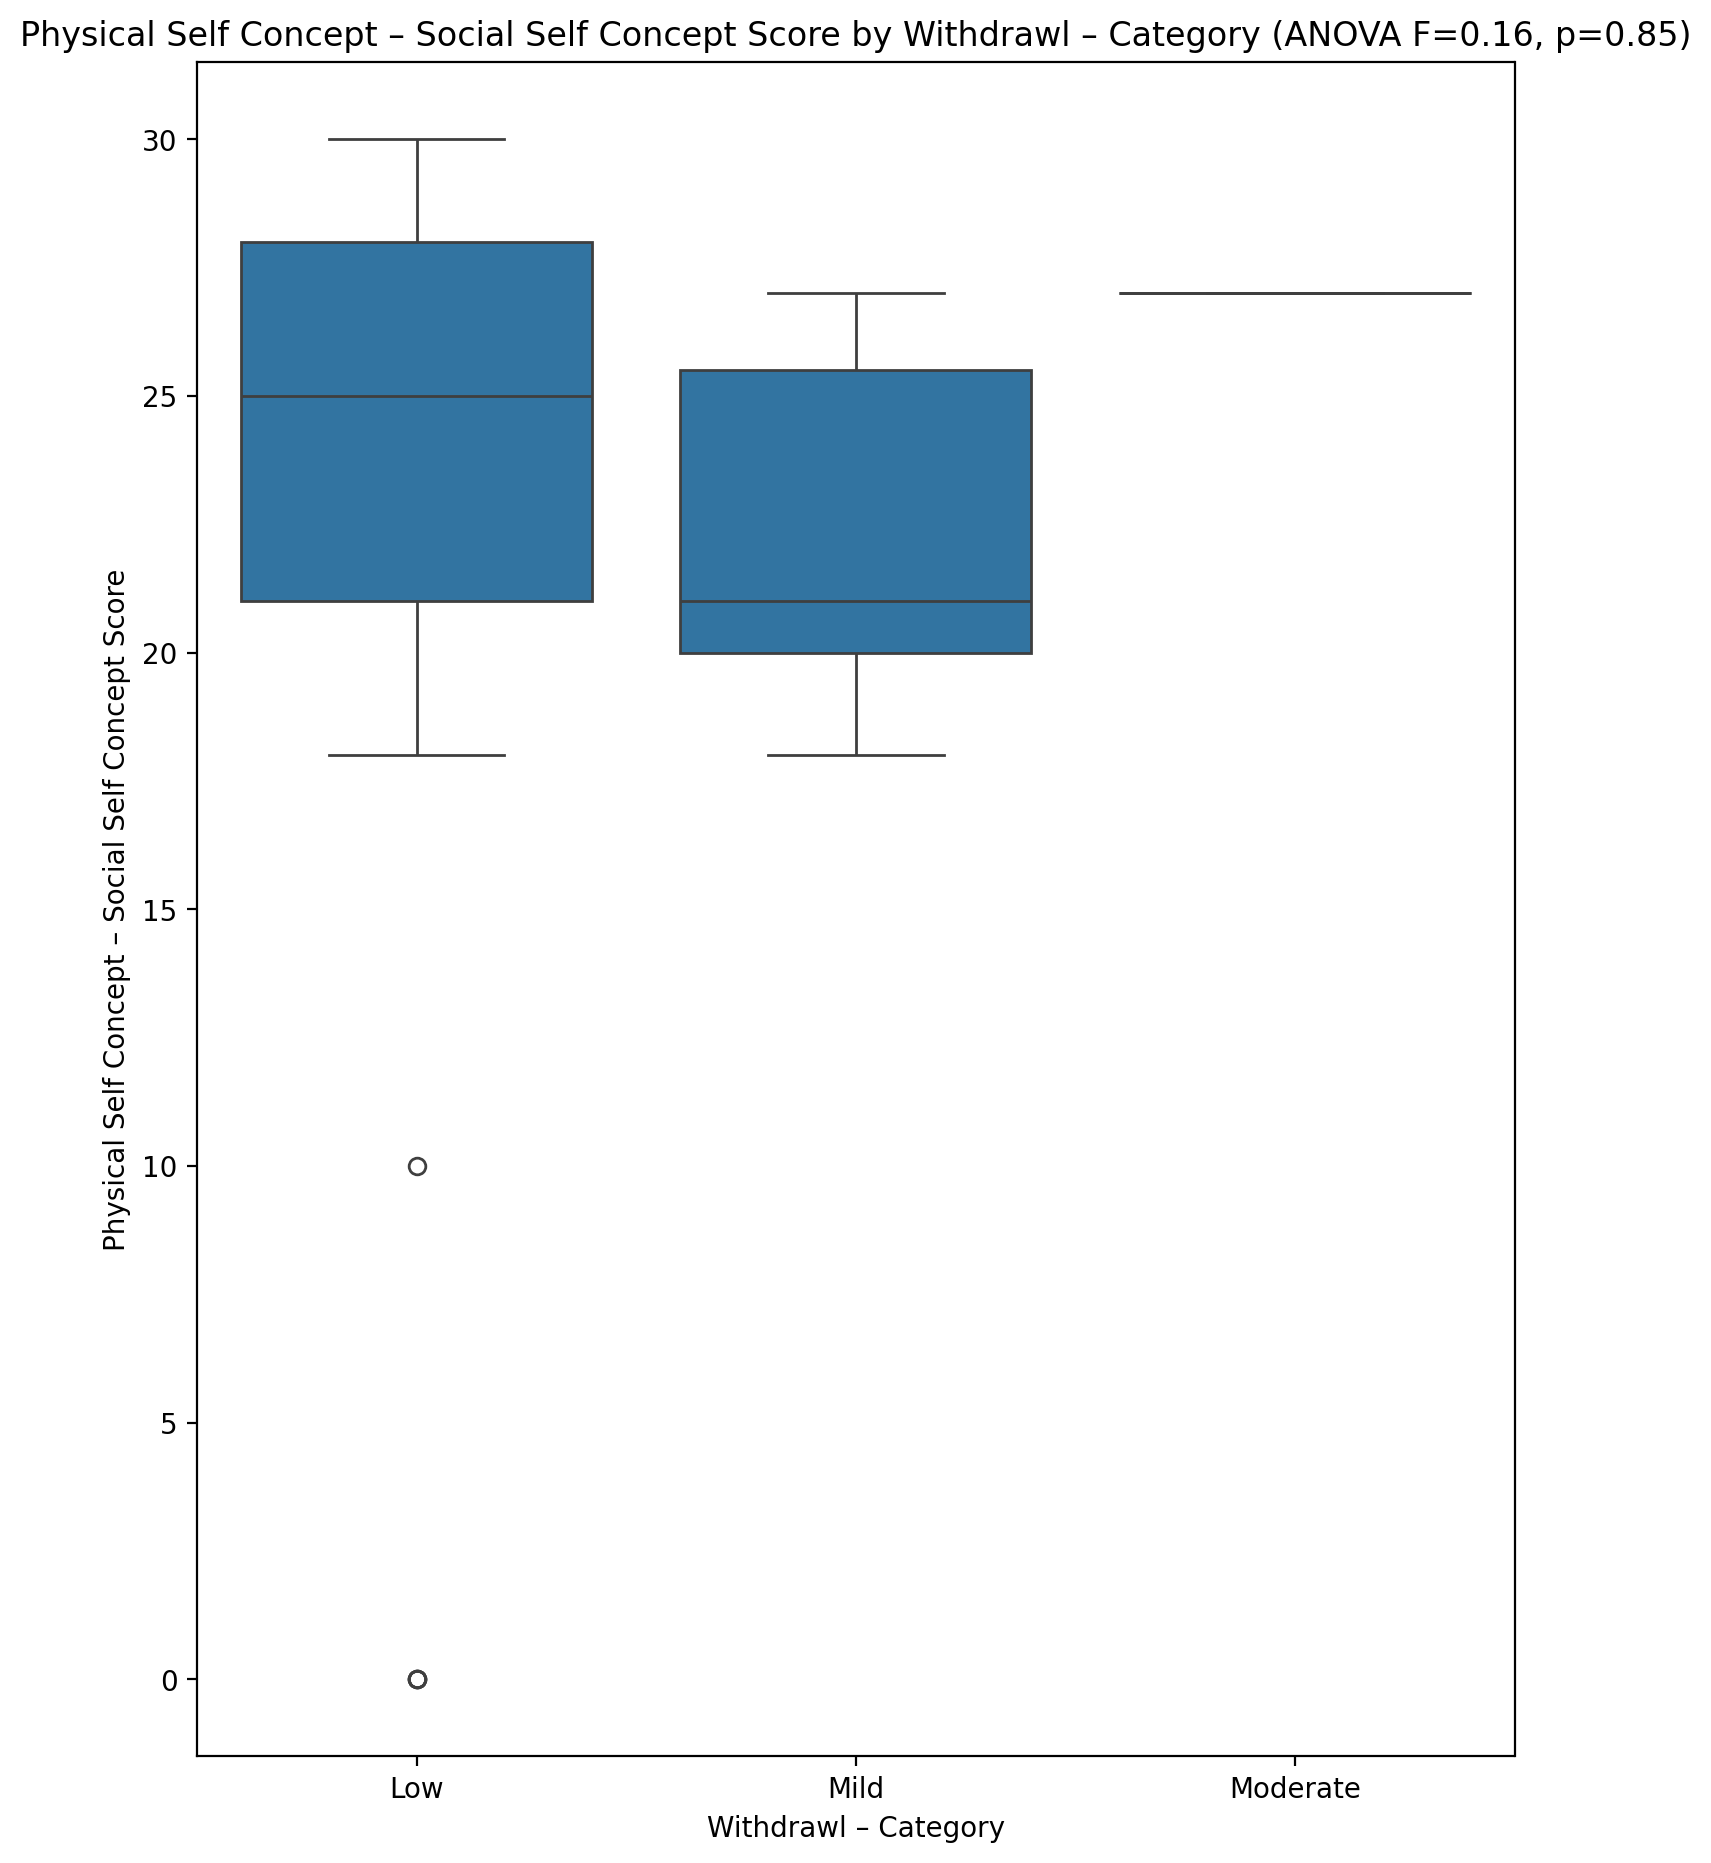 Physical Self Concept – Social Self Concept Score by Withdrawl – Category (ANOVA F=0.16, p=0.85)
Physical Self Concept – Social Self Concept Score
30
25
20
15
10
5
0
Low Mild Moderate
Withdrawl – Category